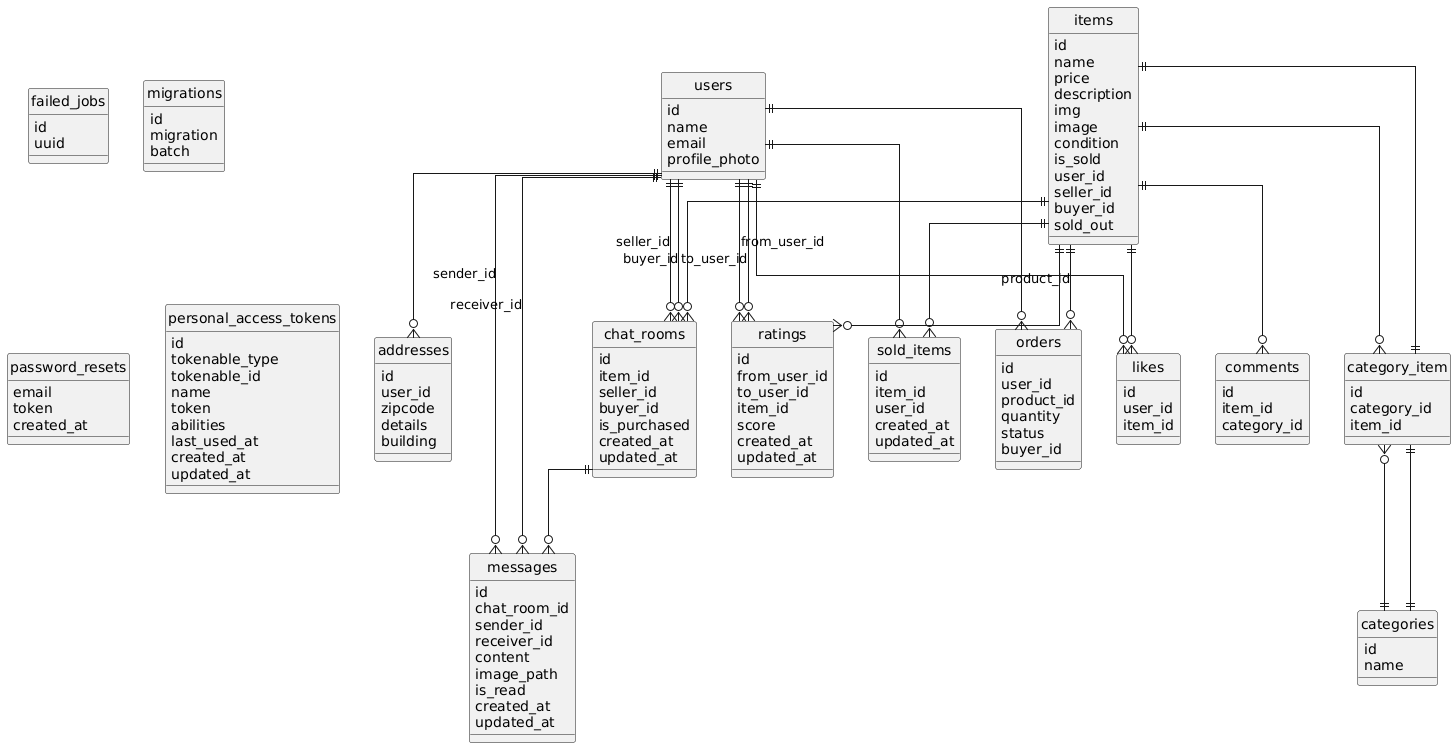 items
id
name
price
description
img
image
condition
is_sold
user_id
seller_id
buyer_id
sold_out
users
id
name
email
profile_photo
failed_jobs
id
uuid
migrations
id
migration
batch
seller_id
from_user_id
buyer_id
to_user_id
sender_id
product_id
receiver_id
personal_access_tokens
id
tokenable_type
tokenable_id
name
token
abilities
last_used_at
created_at
updated_at
password_resets
email
token
created_at
addresses
id
user_id
zipcode
details
building
chat_rooms
id
item_id
seller_id
buyer_id
is_purchased
created_at
updated_at
ratings
id
from_user_id
to_user_id
item_id
score
created_at
updated_at
sold_items
id
item_id
user_id
created_at
updated_at
orders
id
user_id
product_id
quantity
status
buyer_id
likes
id
user_id
item_id
comments
id
item_id
category_id
category_item
id
category_id
item_id
messages
id
chat_room_id
sender_id
receiver_id
content
image_path
is_read
created_at
updated_at
categories
id
name